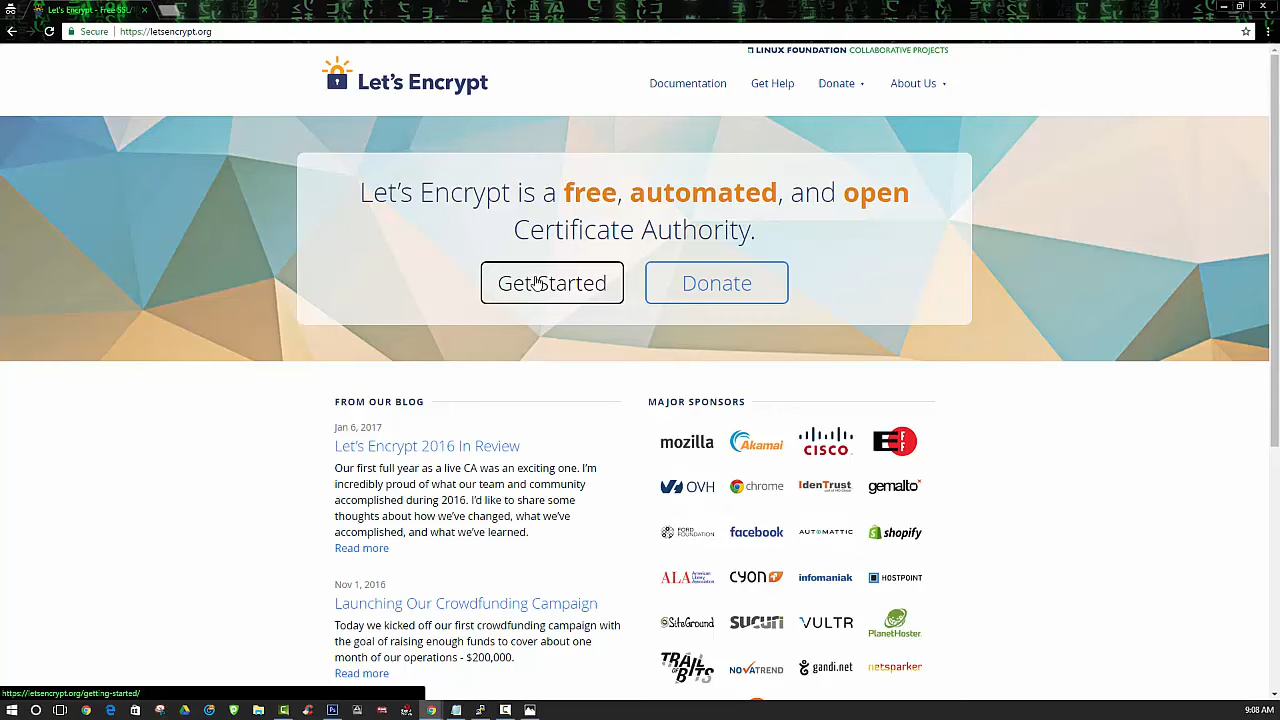 Let's Encrypt - Free SSL/
Secure https://letsencrypt.org
LINUX FOUNDATION COLLABORATIVE PROJECTS
Let's Encrypt
Documentation Get Help Donate About Us
Let's Encrypt is a free, automated, and open
Certificate Authority.
Get Started Donate
FROM OUR BLOG
Jan 6, 2017
Let's Encrypt 2016 In Review
Our first full year as a live CA was an exciting one. I'm
incredibly proud of what our team and community
accomplished during 2016. I'd like to share some
thoughts about how we've changed, what we've
accomplished, and what we've learned.
Read more
Nov 1, 2016
Launching Our Crowdfunding Campaign
Today we kicked off our first crowdfunding campaign with
the goal of raising enough funds to cover about one
month of our operations - $200,000.
Read more
MAJOR SPONSORS
mozilla Akamai CISCO EFF
OVH chrome IdenTrust gemalto
FORD FOUNDATION facebook AUTOMATTIC shopify
ALA American Library Association CYON infomaniak HOSTPOINT
SiteGround SUCURI VULTR PlanetHoster
TRAIL OF BITS NOVATREND gandi.net netsparker
https://letsencrypt.org/getting-started/
9:08 AM